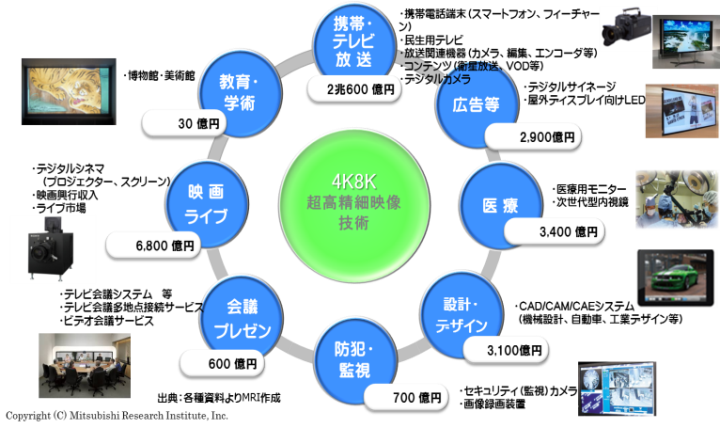 携帯・
テレビ
放送
2兆600 億円
・携帯電話端末（スマートフォン、フィーチャー
ン）
・民生用テレビ
・放送関連機器（カメラ、編集、エンコーダ等）
・コンテンツ（衛星放送、VOD等）
・デジタルカメラ
広告等
2,900億円
・デジタルサイネージ
・屋外ディスプレイ向けLED
医療
3,400 億円
・医療用モニター
・次世代型内視鏡
設計・
デザイン
3,100億円
・CAD/CAM/CAEシステム
（機械設計、自動車、工業デザイン等）
防犯・
監視
700 億円
・セキュリティ（監視）カメラ
・画像録画装置
会議
プレゼン
600 億円
・テレビ会議システム 等
・テレビ会議多地点接続サービス
・ビデオ会議サービス
映画
ライブ
6,800 億円
・デジタルシネマ
（プロジェクター、スクリーン）
・映画興行収入
・ライブ市場
教育・
学術
30 億円
・博物館・美術館
4K8K
超高精細映像
技術
出典：各種資料よりMRI作成
Copyright (C) Mitsubishi Research Institute, Inc.